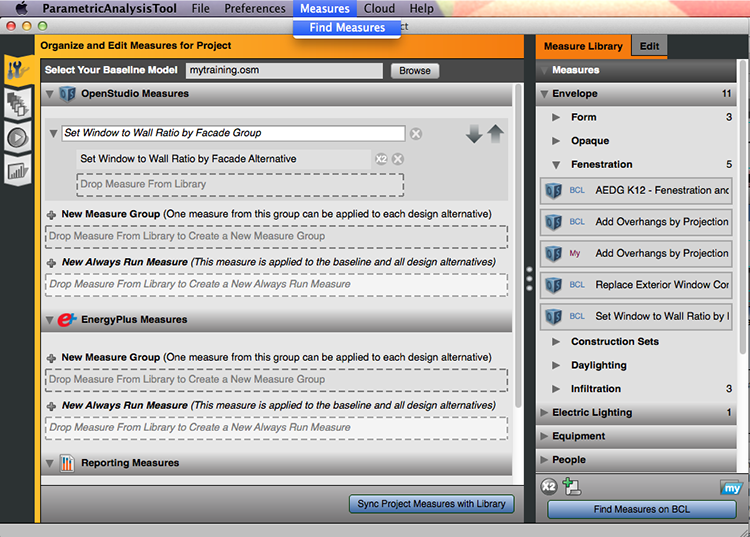 ParametricAnalysisTool File Preferences Measures Cloud Help
Find Measures
ct
Organize and Edit Measures for Project
Select Your Baseline Model mytraining.osm Browse
OpenStudio Measures
Set Window to Wall Ratio by Facade Group
Set Window to Wall Ratio by Facade Alternative x2
Drop Measure From Library
New Measure Group (One measure from this group can be applied to each design alternative)
Drop Measure From Library to Create a New Measure Group
New Always Run Measure (This measure is applied to the baseline and all design alternatives)
Drop Measure From Library to Create a New Always Run Measure
EnergyPlus Measures
New Measure Group (One measure from this group can be applied to each design alternative)
Drop Measure From Library to Create a New Measure Group
New Always Run Measure (This measure is applied to the baseline and all design alternatives)
Drop Measure From Library to Create a New Always Run Measure
Reporting Measures
Sync Project Measures with Library
Measure Library Edit
Measures
Envelope 11
Form 3
Opaque
Fenestration 5
BCL AEDG K12 - Fenestration and
BCL Add Overhangs by Projection
My Add Overhangs by Projection
BCL Replace Exterior Window Con
BCL Set Window to Wall Ratio by
Construction Sets
Daylighting
Infiltration 3
Electric Lighting 1
Equipment
People
x2 my
Find Measures on BCL